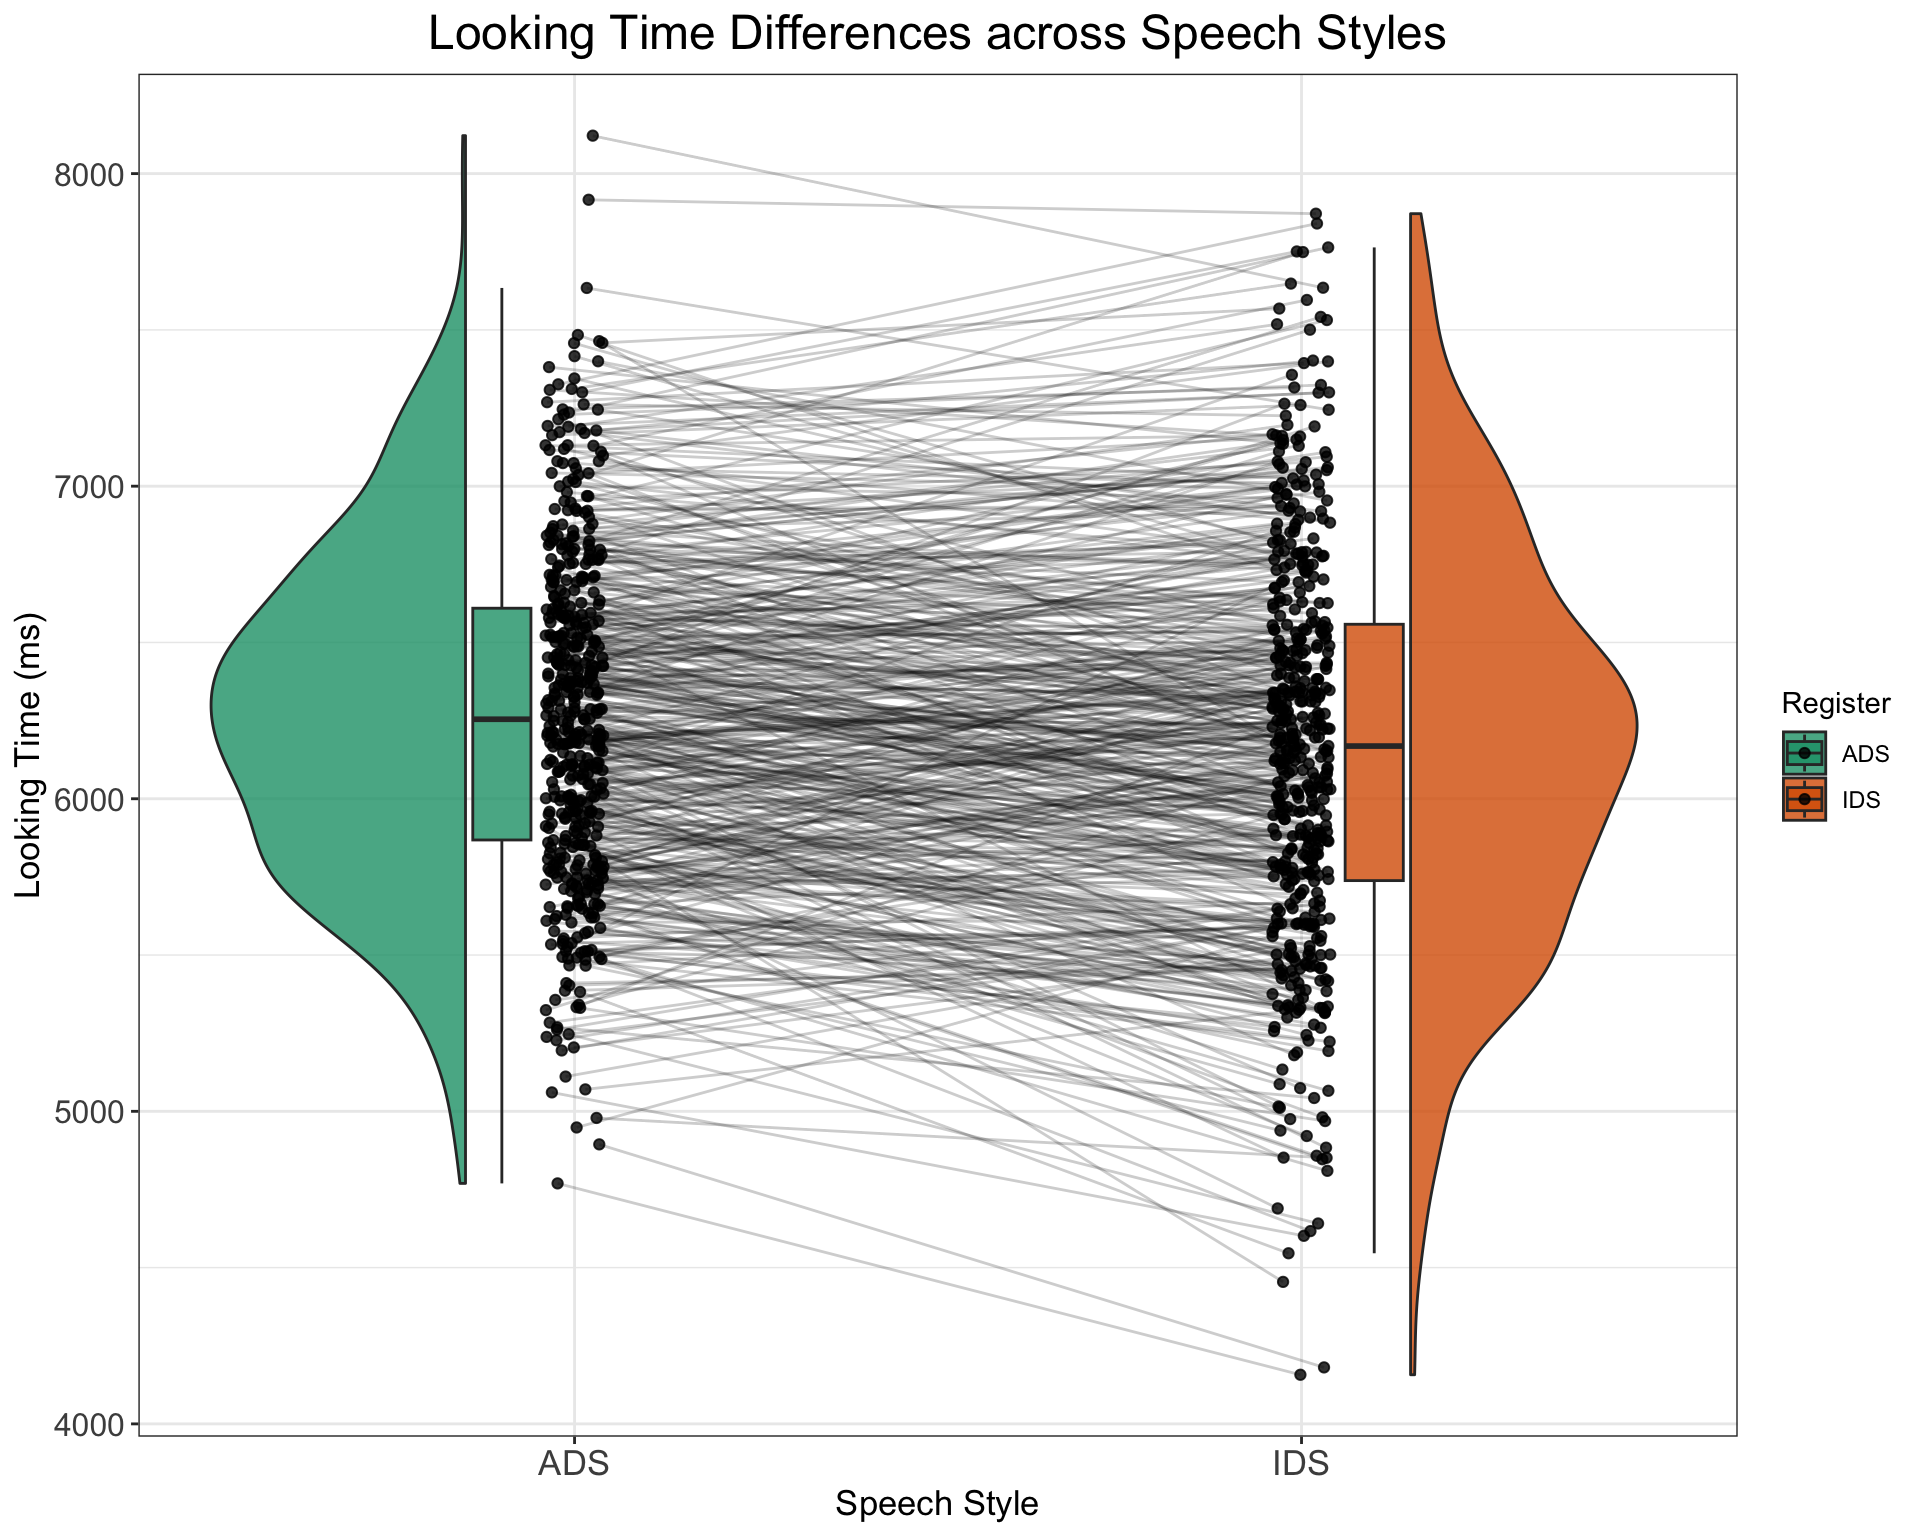 Looking Time Differences across Speech Styles
Looking Time (ms)
8000
7000
6000
5000
4000
ADS
IDS
Speech Style
Register
ADS
IDS